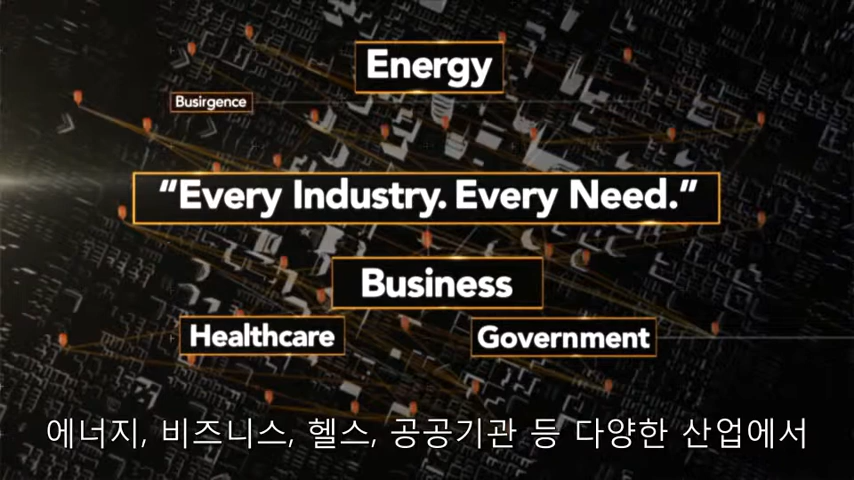 Energy
Busirgence
“Every Industry. Every Need.”
Business
Healthcare
Government
에너지, 비즈니스, 헬스, 공공기관 등 다양한 산업에서